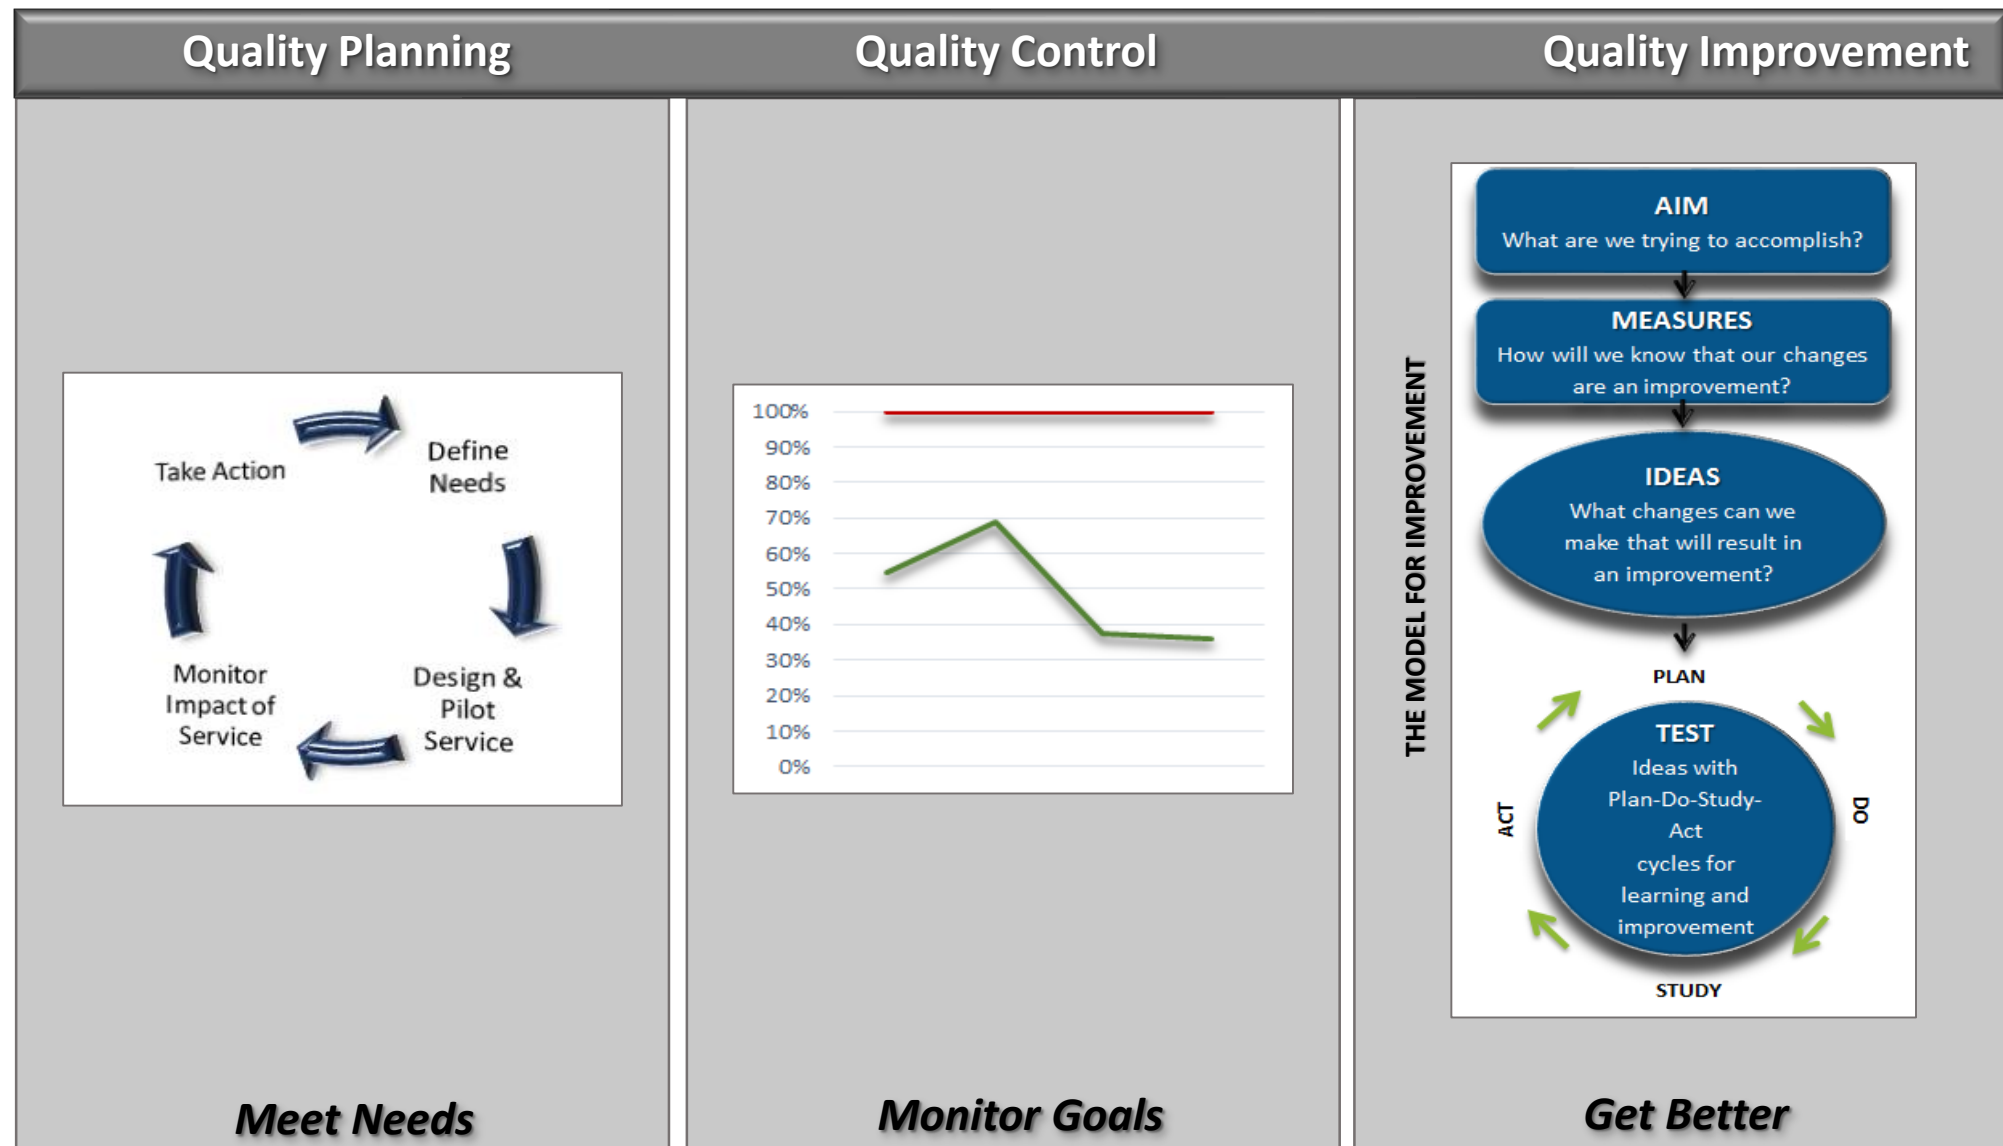 Quality Planning
Quality Control
Quality Improvement
Take Action
Define
Needs
Design &
Pilot
Service
Monitor
Impact of
Service
Meet Needs
100%
90%
80%
70%
60%
50%
40%
30%
20%
10%
0%
Monitor Goals
THE MODEL FOR IMPROVEMENT
AIM
What are we trying to accomplish?
MEASURES
How will we know that our changes
are an improvement?
IDEAS
What changes can we
make that will result in
an improvement?
PLAN
TEST
Ideas with
Plan-Do-Study-
Act
cycles for
learning and
improvement
DO
STUDY
ACT
Get Better